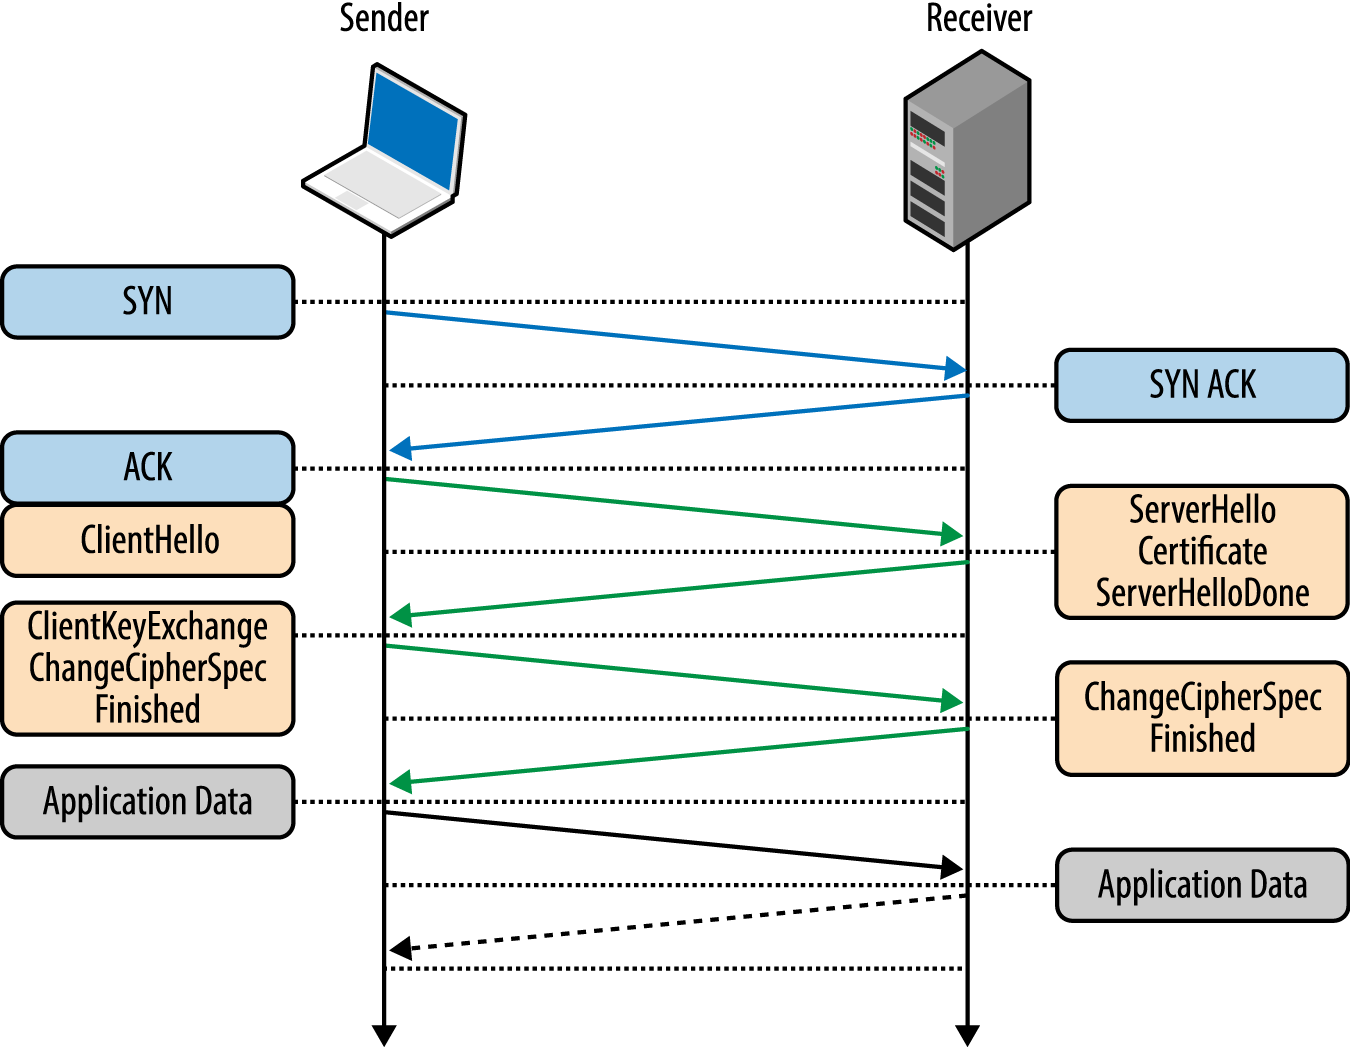 Sender
Receiver
SYN
SYN ACK
ACK
ClientHello
ServerHello
Certificate
ServerHelloDone
ClientKeyExchange
ChangeCipherSpec
Finished
ChangeCipherSpec
Finished
Application Data
Application Data